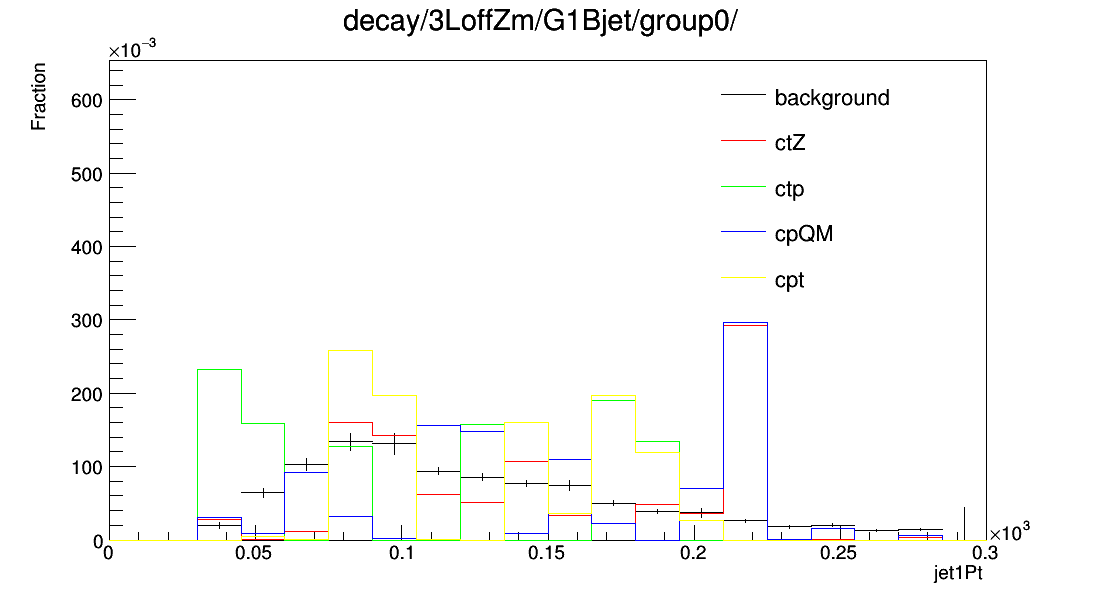 decay/3LoffZm/G1Bjet/group0/
×10⁻³
Fraction
600
500
400
300
200
100
0
background
ctZ
ctp
cpQM
cpt
0 0.05 0.1 0.15 0.2 0.25 0.3
×10³
jet1Pt